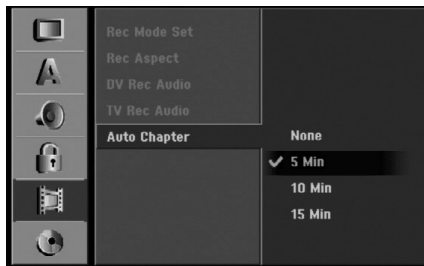 Rec Mode Set
Rec Aspect
DV Rec Audio
TV Rec Audio
Auto Chapter
None
5 Min
10 Min
15 Min